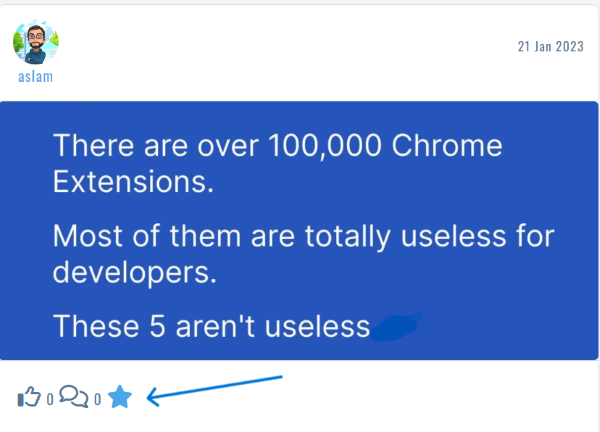 21 Jan 2023
aslam
There are over 100,000 Chrome
Extensions.
Most of them are totally useless for
developers.
These 5 aren't useless
0 0